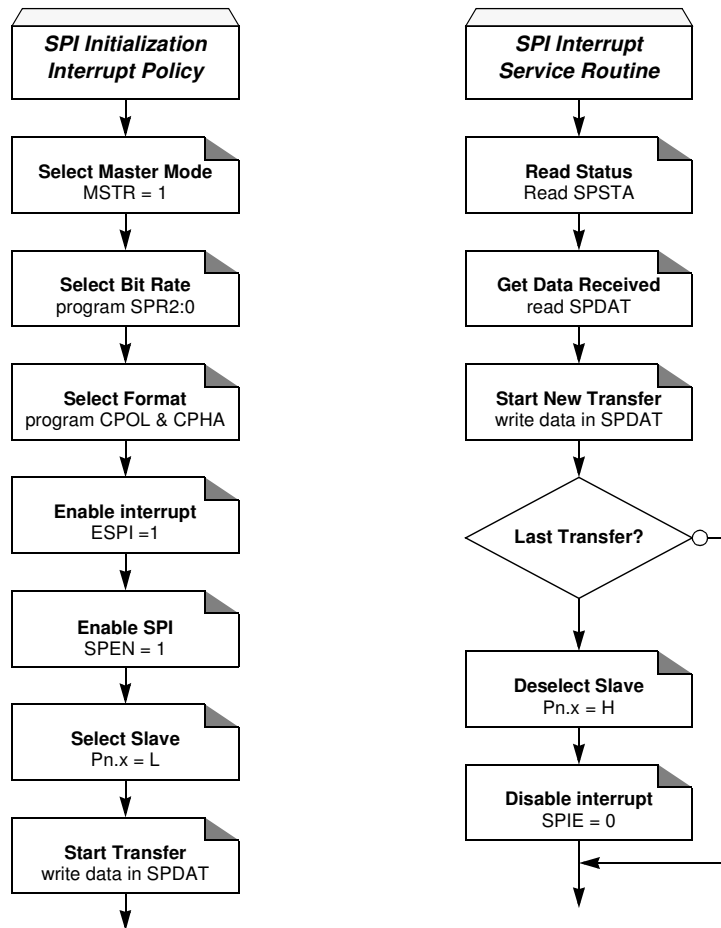 SPI Initialization
Interrupt Policy
Select Master Mode
MSTR = 1
Select Bit Rate
program SPR2:0
Select Format
program CPOL & CPHA
Enable interrupt
ESPI =1
Enable SPI
SPEN = 1
Select Slave
Pn.x = L
Start Transfer
write data in SPDAT
SPI Interrupt
Service Routine
Read Status
Read SPSTA
Get Data Received
read SPDAT
Start New Transfer
write data in SPDAT
Last Transfer?
Deselect Slave
Pn.x = H
Disable interrupt
SPIE = 0